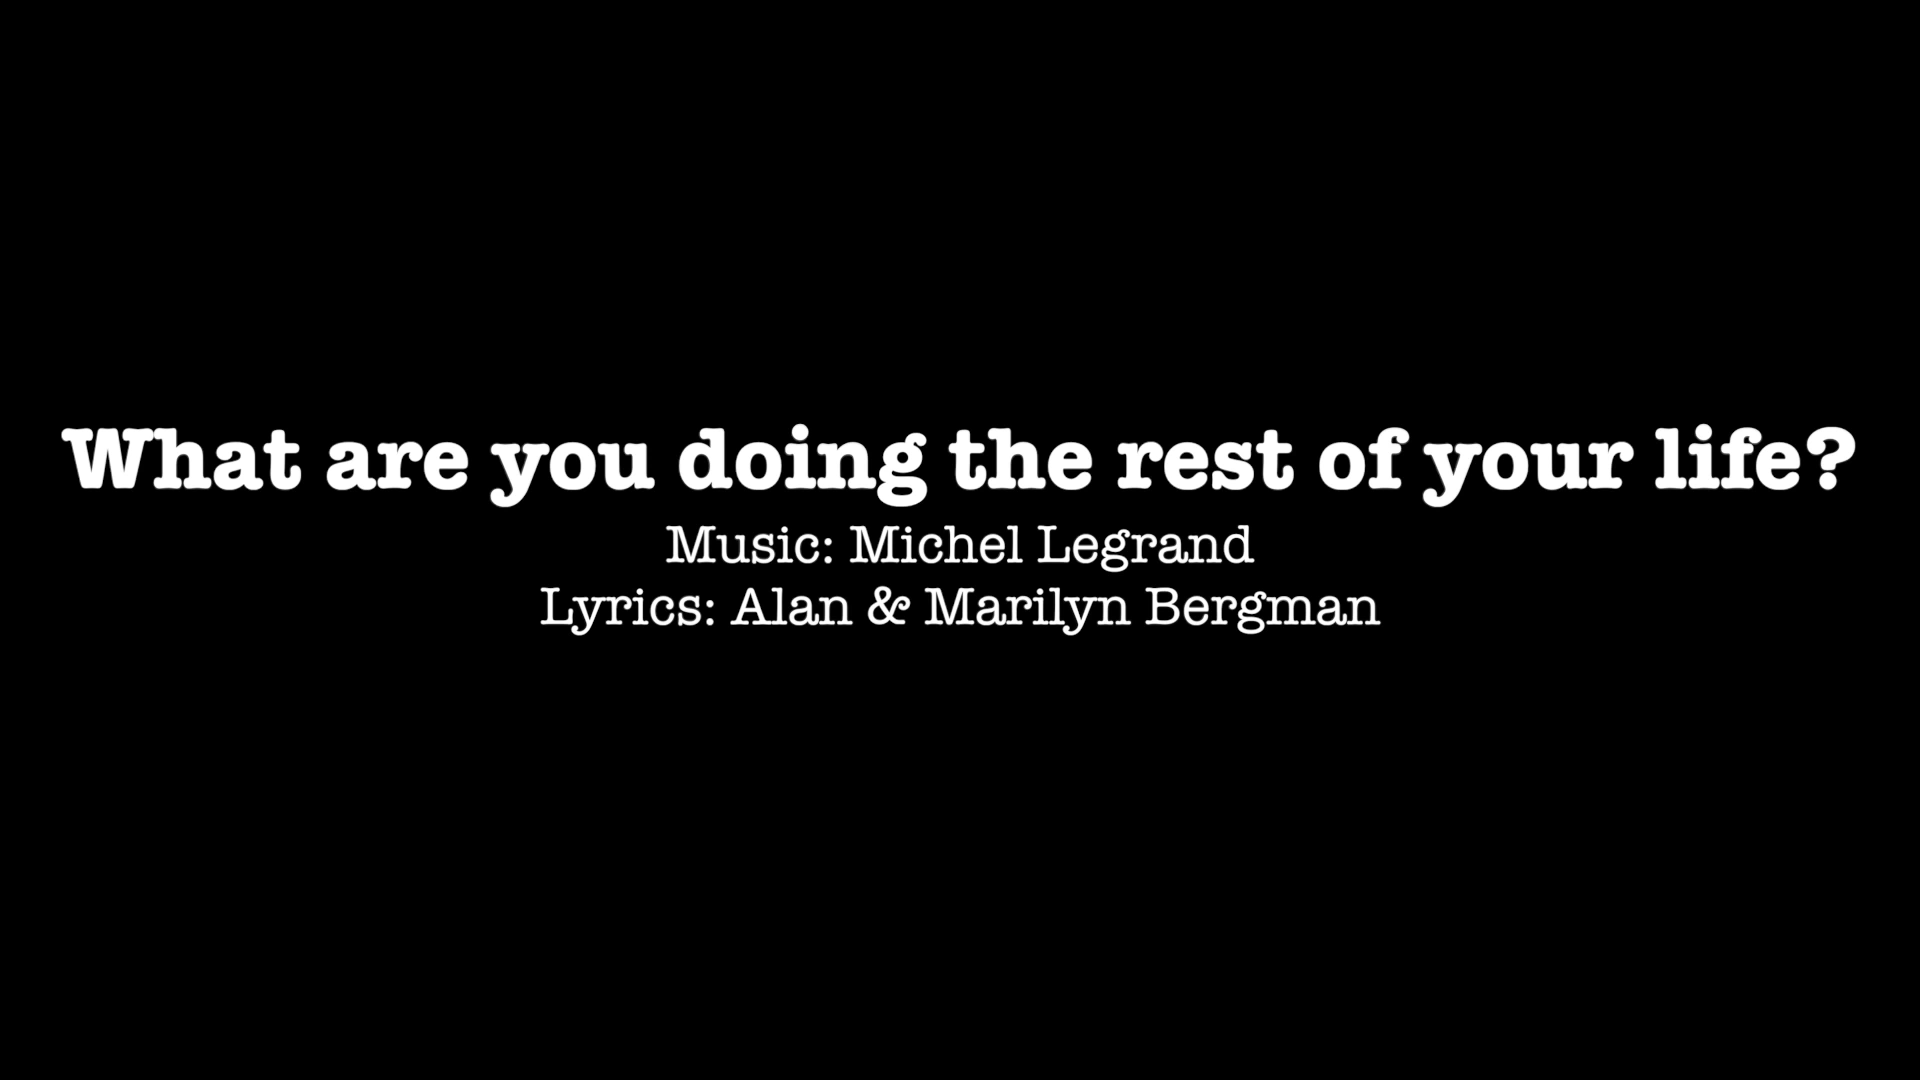 What are you doing the rest of your life?
Music: Michel Legrand
Lyrics: Alan & Marilyn Bergman